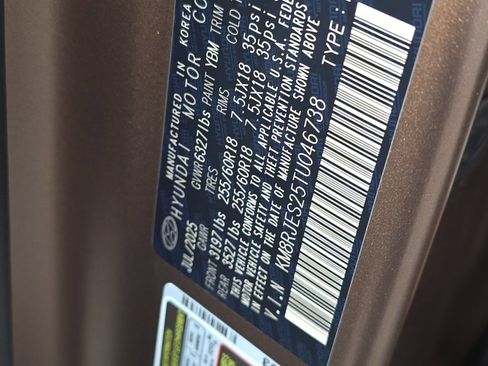 MANUFACTURED IN KOREA
HYUNDAI MOTOR CO
JUL/2025 GVWR 6327lbs PAINT YBM TRIM
GAWR TIRES RIMS COLD
FRONT 3197lbs 255/60R18 7.5JX18 35psi
REAR 3527lbs 255/60R18 7.5JX18 35psi
THIS VEHICLE CONFORMS TO ALL APPLICABLE U.S.A. FEDE
MOTOR VEHICLE SAFETY AND THEFT PREVENTION STANDARDS
IN EFFECT ON THE DATE OF MANUFACTURE SHOWN ABOVE
V.I.N KM8RJES25TU046738 TYPE :